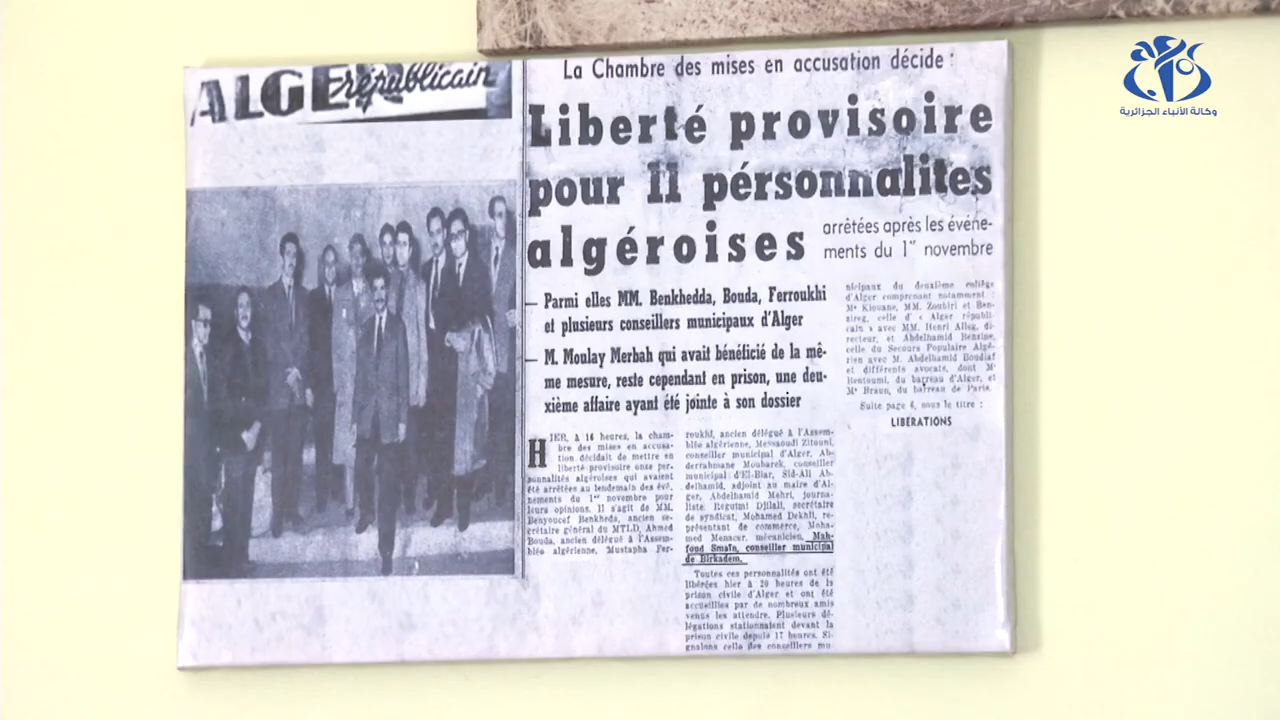 ALGER républicain
La Chambre des mises en accusation décide :
Liberté provisoire
pour 11 pérsonnalites
algéroises
arrêtées après les événe-
ments du 1er novembre
— Parmi elles MM. Benkhedda, Bouda, Ferroukhi
et plusieurs conseillers municipaux d'Alger
— M. Moulay Merbah qui avait bénéficié de la mê-
me mesure, reste cependant en prison, une deu-
xième affaire ayant été jointe à son dossier
HIER, à 16 heures, la cham-
bre des mises en accusa-
tion décidait de mettre en
liberté provisoire onze per-
sonnalités algéroises qui avaient
été arrêtées au lendemain des évé-
nements du 1er novembre pour
leurs opinions. Il s'agit de MM.
Benyoucef Benkheda, ancien se-
crétaire général du MTLD, Ahmed
Bouda, ancien délégué à l'Assem-
blée algérienne, Mustapha Fer-
roukhi, ancien délégué à l'Assem-
blée algérienne, Messaoudi Zitouni,
conseiller municipal d'Alger, Ab-
derrahmane Moubarek, conseiller
municipal d'El-Biar, Sid-Ali Ab-
delhamid, adjoint au maire d'Al-
ger, Abdelhamid Mehri, journa-
liste, Reguimi Djilali, secrétaire
de syndicat, Mohamed Dekhli, re-
présentant de commerce, Moha-
med Menacer, mécanicien, Mah-
foud Smaïn, conseiller municipal
de Birkadem.
Toutes ces personnalités ont été
libérées hier à 20 heures de la
prison civile d'Alger et ont été
accueillies par de nombreux amis
venus les attendre. Plusieurs dé-
légations stationnaient devant la
prison civile depuis 17 heures. Si-
gnalons celle des conseillers mu-
nicipaux du deuxième collège
d'Alger comprenant notamment :
Me Kiouane, MM. Zoubiri et Ben-
celle d' « Alger républi-
cain » avec MM. Henri Alleg, di-
recteur, et Abdelhamid Benzine,
celle du Secours Populaire Algé-
rien avec M. Abdelhamid Boudiaf
et différents avocats, dont Me
Bentoumi, du barreau d'Alger, et
Me Braun, du barreau de Paris.
Suite page 6, sous le titre :
LIBERATIONS
وكالة الأنباء الجزائرية